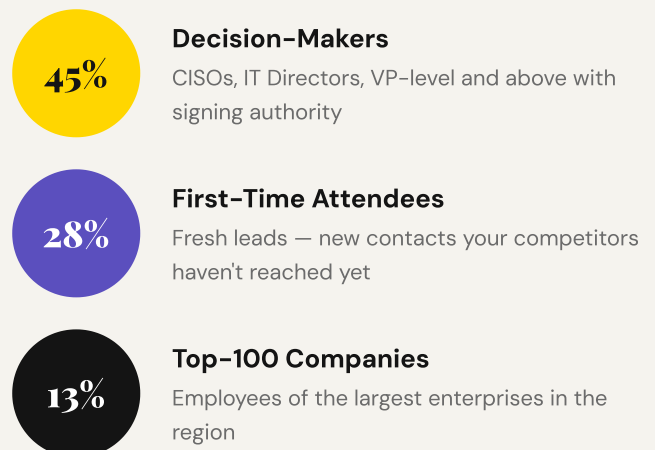 45%
Decision-Makers
CISOs, IT Directors, VP-level and above with
signing authority
28%
First-Time Attendees
Fresh leads — new contacts your competitors
haven't reached yet
13%
Top-100 Companies
Employees of the largest enterprises in the
region